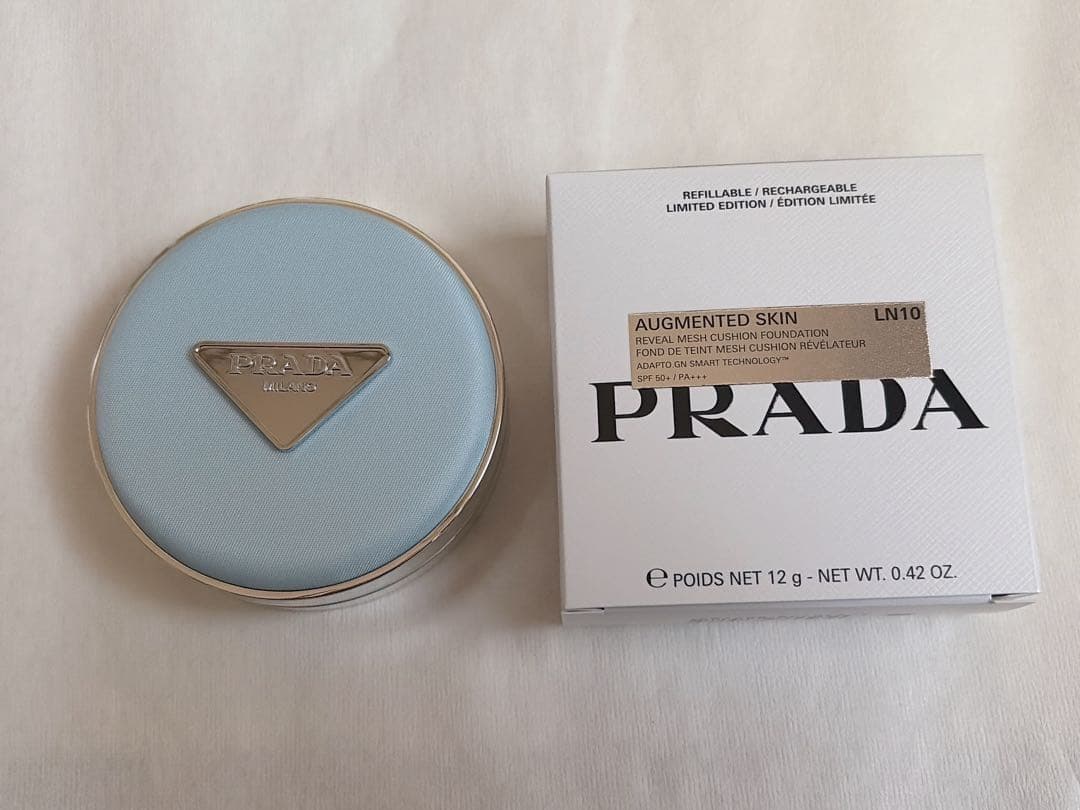 PRADA
MILANO
REFILLABLE / RECHARGEABLE
LIMITED EDITION / ÉDITION LIMITÉE
AUGMENTED SKIN LN10
REVEAL MESH CUSHION FOUNDATION
FOND DE TEINT MESH CUSHION RÉVÉLATEUR
ADAPTO GN SMART TECHNOLOGY™
SPF 50+ / PA+++
PRADA
℮ POIDS NET 12 g - NET WT. 0.42 OZ.